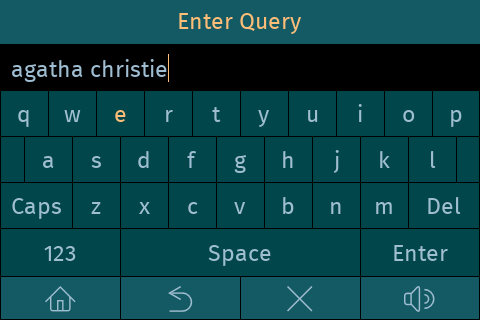 Enter Query
agatha christie
q w e r t y u i o p
a s d f g h j k l
Caps z x c v b n m Del
123 Space Enter